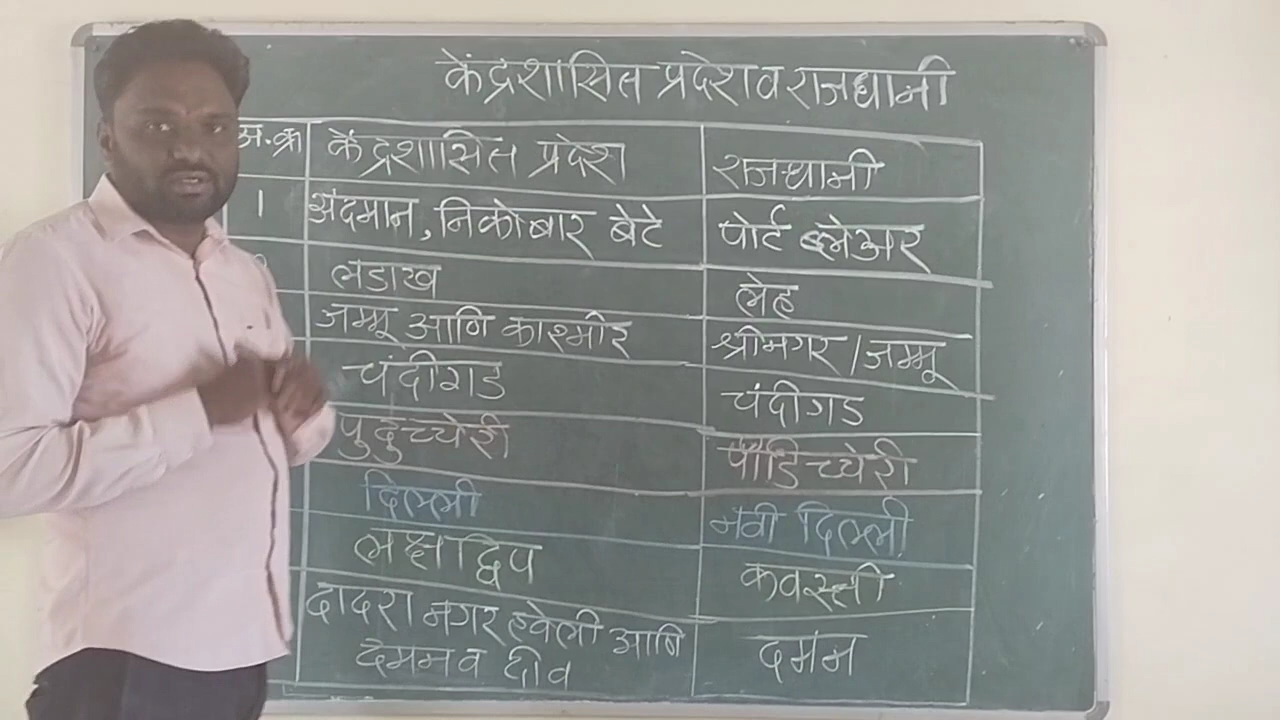 केंद्रशासित प्रदेश व राजधानी
अ.क्र केंद्रशासित प्रदेश राजधानी
1 अंदमान, निकोबार बेटे पोर्ट ब्लेअर
लडाख लेह
जम्मू आणि काश्मीर श्रीनगर/जम्मू
चंदीगड चंदीगड
पुदुच्चेरी पाँडिच्चेरी
दिल्ली नवी दिल्ली
लक्षद्विप कवरत्ती
दादरा नगर हवेली आणि दमन
दमन व दीव